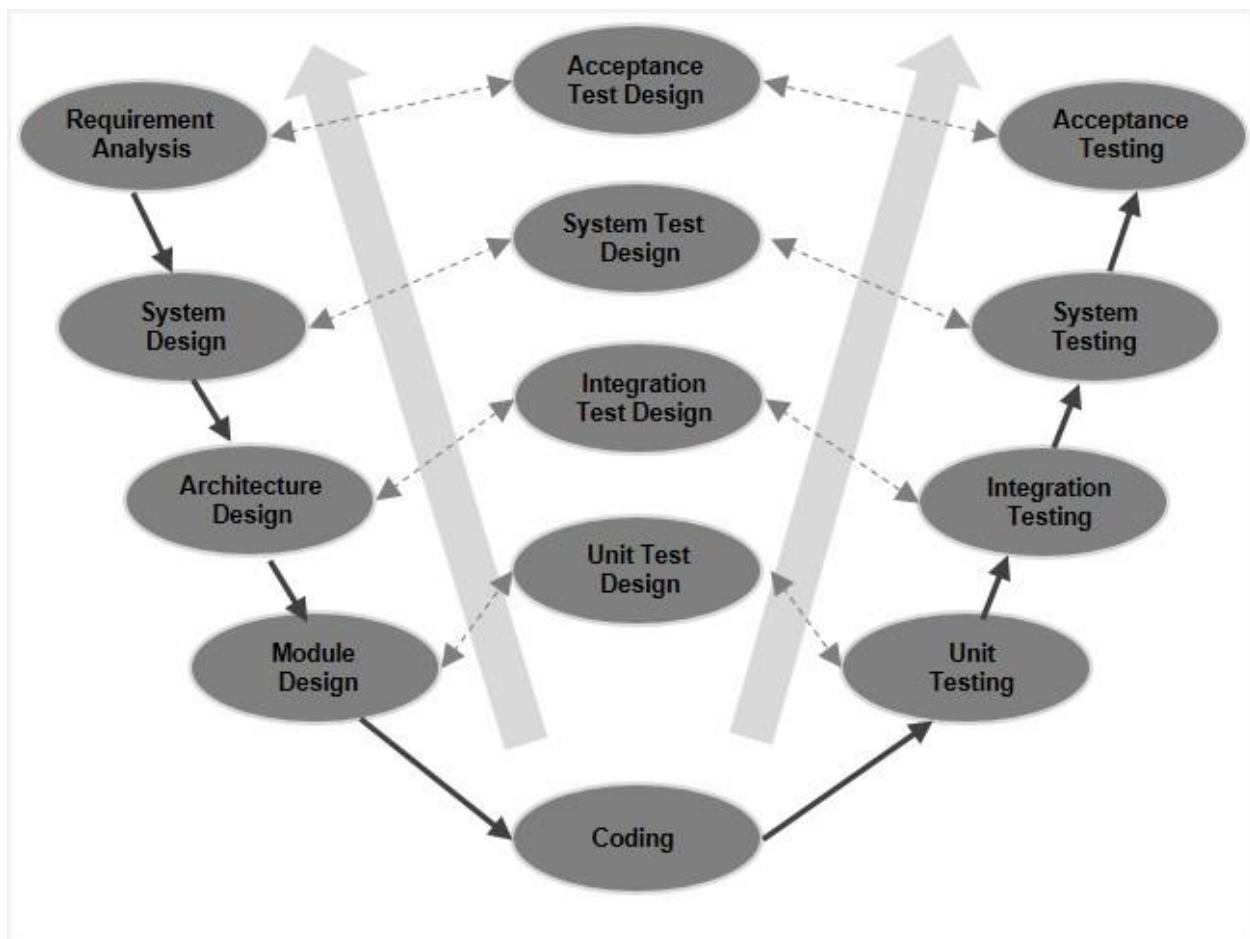 Acceptance
Test Design
Requirement
Analysis
Acceptance
Testing
System Test
Design
System
Design
System
Testing
Integration
Test Design
Architecture
Design
Integration
Testing
Unit Test
Design
Module
Design
Unit
Testing
Coding